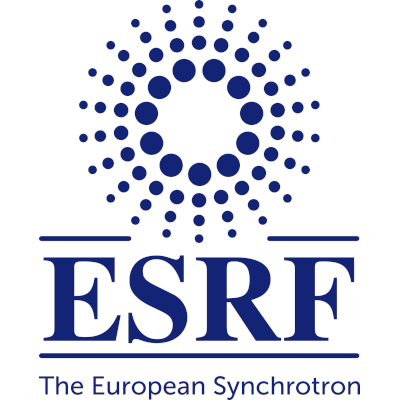 ESRF
The European Synchrotron